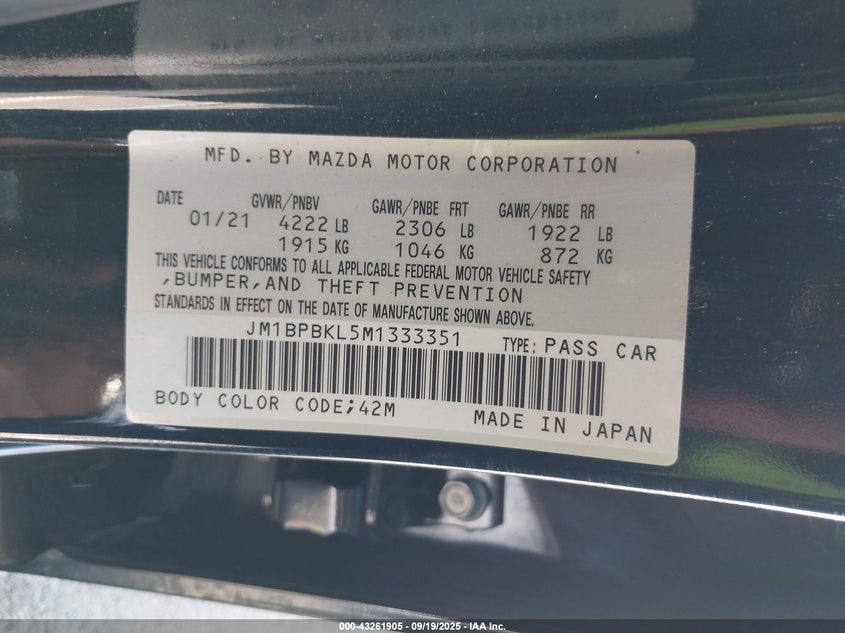 MFD. BY MAZDA MOTOR CORPORATION
DATE GVWR/PNBV GAWR/PNBE FRT GAWR/PNBE RR
01/21 4222 LB 2306 LB 1922 LB
1915 KG 1046 KG 872 KG
THIS VEHICLE CONFORMS TO ALL APPLICABLE FEDERAL MOTOR VEHICLE SAFETY
,BUMPER,AND THEFT PREVENTION
STANDARDS IN EFFECT ON THE DATE OF MANUFACTURE SHOWN ABOVE.
JM1BPBKL5M1333351 TYPE: PASS CAR
BODY COLOR CODE;42M MADE IN JAPAN
000-43261905 - 09/19/2025 - IAA Inc.